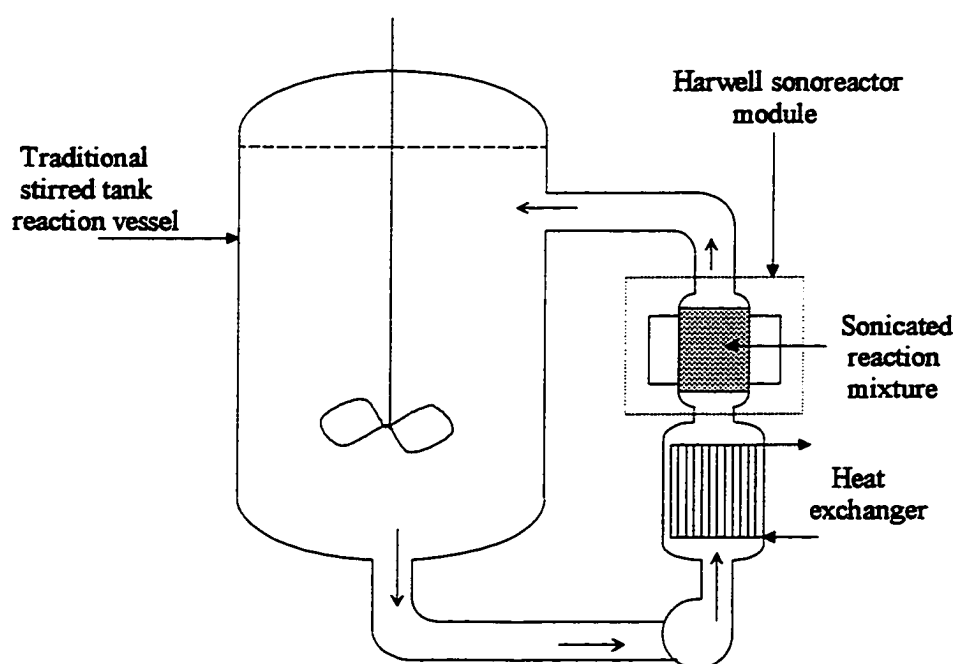 Harwell sonoreactor
module
Traditional
stirred tank
reaction vessel
Sonicated
reaction
mixture
Heat
exchanger